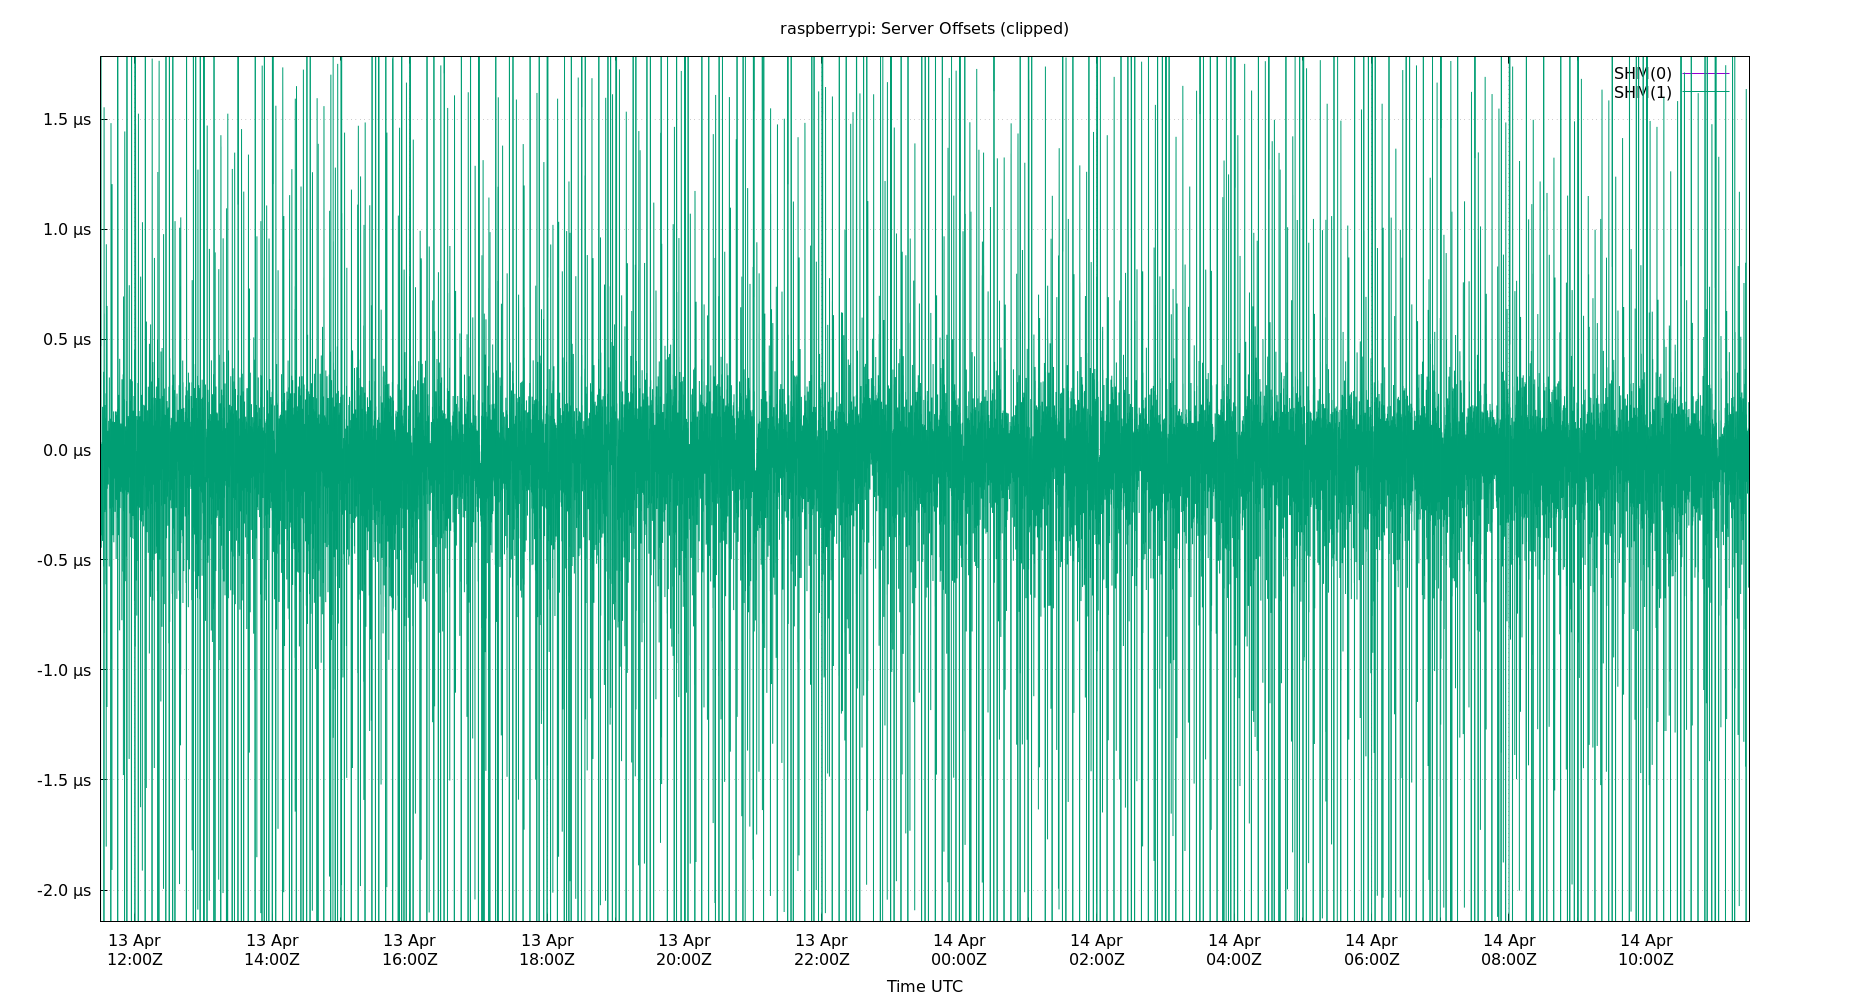 raspberrypi: Server Offsets (clipped)
SHM(0)
SHM(1)
1.5 µs
1.0 µs
0.5 µs
0.0 µs
-0.5 µs
-1.0 µs
-1.5 µs
-2.0 µs
13 Apr 13 Apr 13 Apr 13 Apr 13 Apr 13 Apr 14 Apr 14 Apr 14 Apr 14 Apr 14 Apr 14 Apr
12:00Z 14:00Z 16:00Z 18:00Z 20:00Z 22:00Z 00:00Z 02:00Z 04:00Z 06:00Z 08:00Z 10:00Z
Time UTC